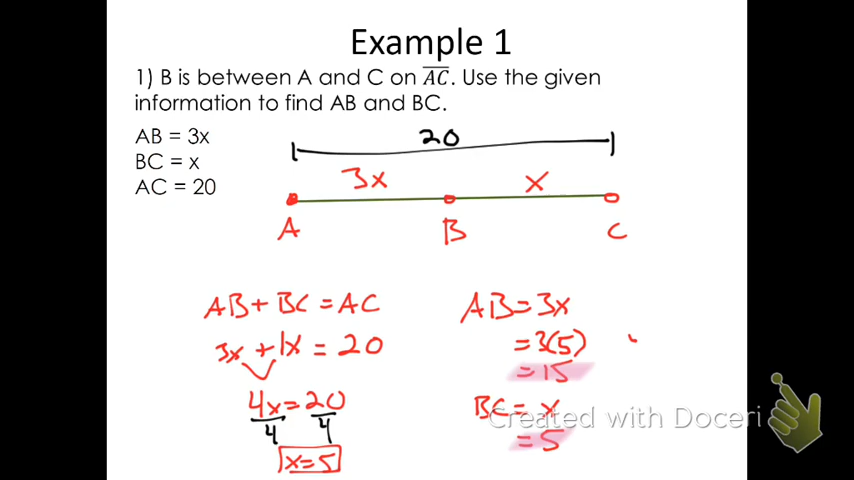 Example 1
1) B is between A and C on AC. Use the given
information to find AB and BC.
AB = 3x
BC = x
AC = 20
20
3x x
A B C
AB + BC = AC
3x + 1x = 20
4x = 20
4 4
x = 5
AB = 3x
= 3(5)
= 15
BC = x
= 5
Created with Doceri